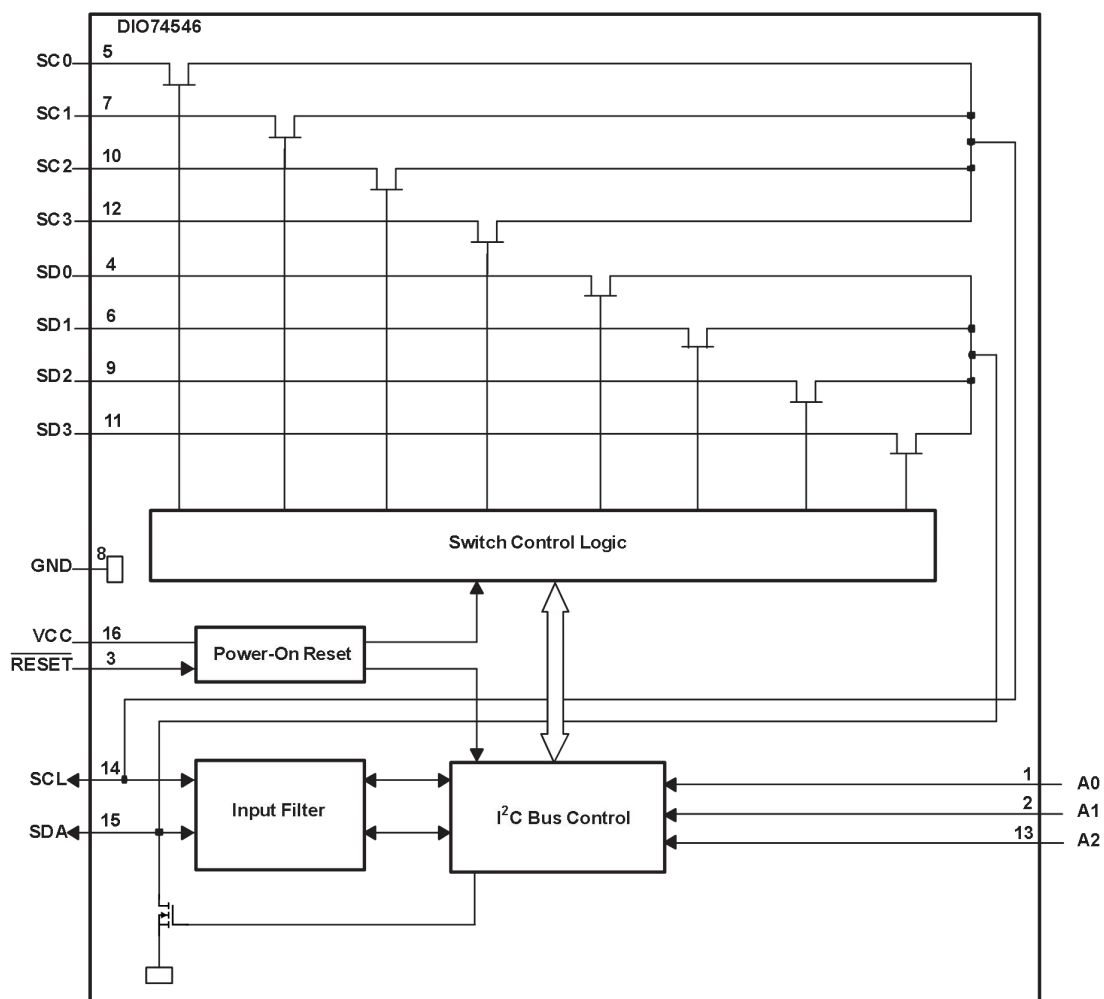 DIO74546
SC0 5
SC1 7
SC2 10
SC3 12
SD0 4
SD1 6
SD2 9
SD3 11
Switch Control Logic
GND 8
VCC 16
RESET 3
Power-On Reset
SCL 14
SDA 15
Input Filter
I²C Bus Control
1 A0
2 A1
13 A2